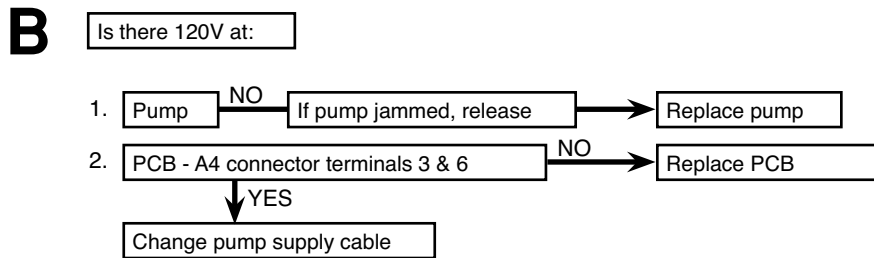 B
Is there 120V at:
1. Pump NO If pump jammed, release Replace pump
2. PCB - A4 connector terminals 3 & 6 NO Replace PCB
YES
Change pump supply cable